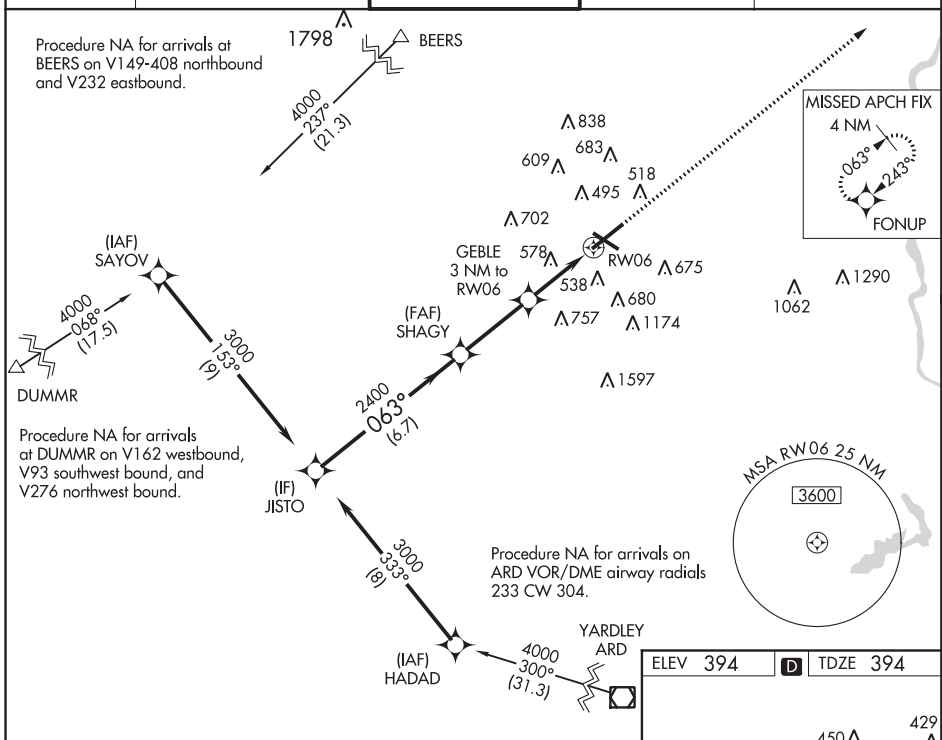 Procedure NA for arrivals at
BEERS on V149-408 northbound
and V232 eastbound.
1798
BEERS
4000
237°
(21.3)
MISSED APCH FIX
4 NM
063°
243°
FONUP
838
609
683
518
495
702
GEBLE
3 NM to
RW06
578
RW06
538
675
680
757
1174
1062
1290
1597
(IAF)
SAYOV
4000
068°
(17.5)
DUMMR
3000
153°
(9)
(FAF)
SHAGY
2400
063°
(6.7)
Procedure NA for arrivals
at DUMMR on V162 westbound,
V93 southwest bound, and
V276 northwest bound.
(IF)
JISTO
MSA RW06 25 NM
3600
3000
333°
(8)
Procedure NA for arrivals on
ARD VOR/DME airway radials
233 CW 304.
(IAF)
HADAD
4000
300°
(31.3)
YARDLEY
ARD
ELEV 394 D TDZE 394
429
450